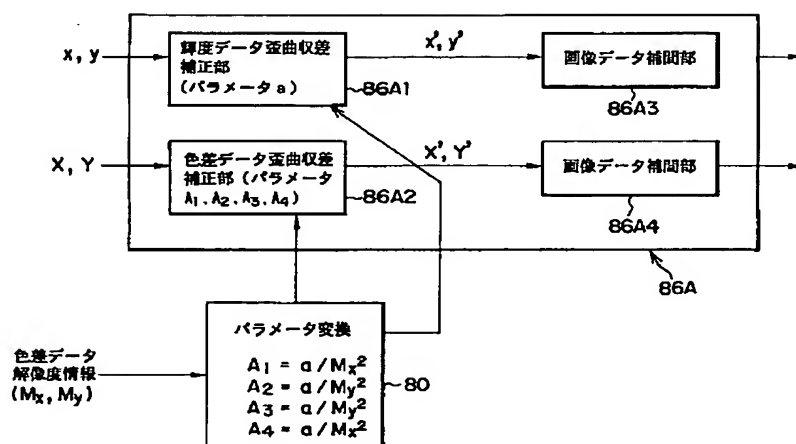 x, y
輝度データ歪曲収差
補正部
(パラメータ a)
86A1
x', y'
画像データ補間部
86A3
X, Y
色差データ歪曲収差
補正部 (パラメータ
A₁、A₂、A₃、A₄)
86A2
X', Y'
画像データ補間部
86A4
86A
色差データ
解像度情報
(Mx, My)
パラメータ変換
A₁ = a/Mx²
A₂ = a/My²
A₃ = a/My²
A₄ = a/Mx²
80